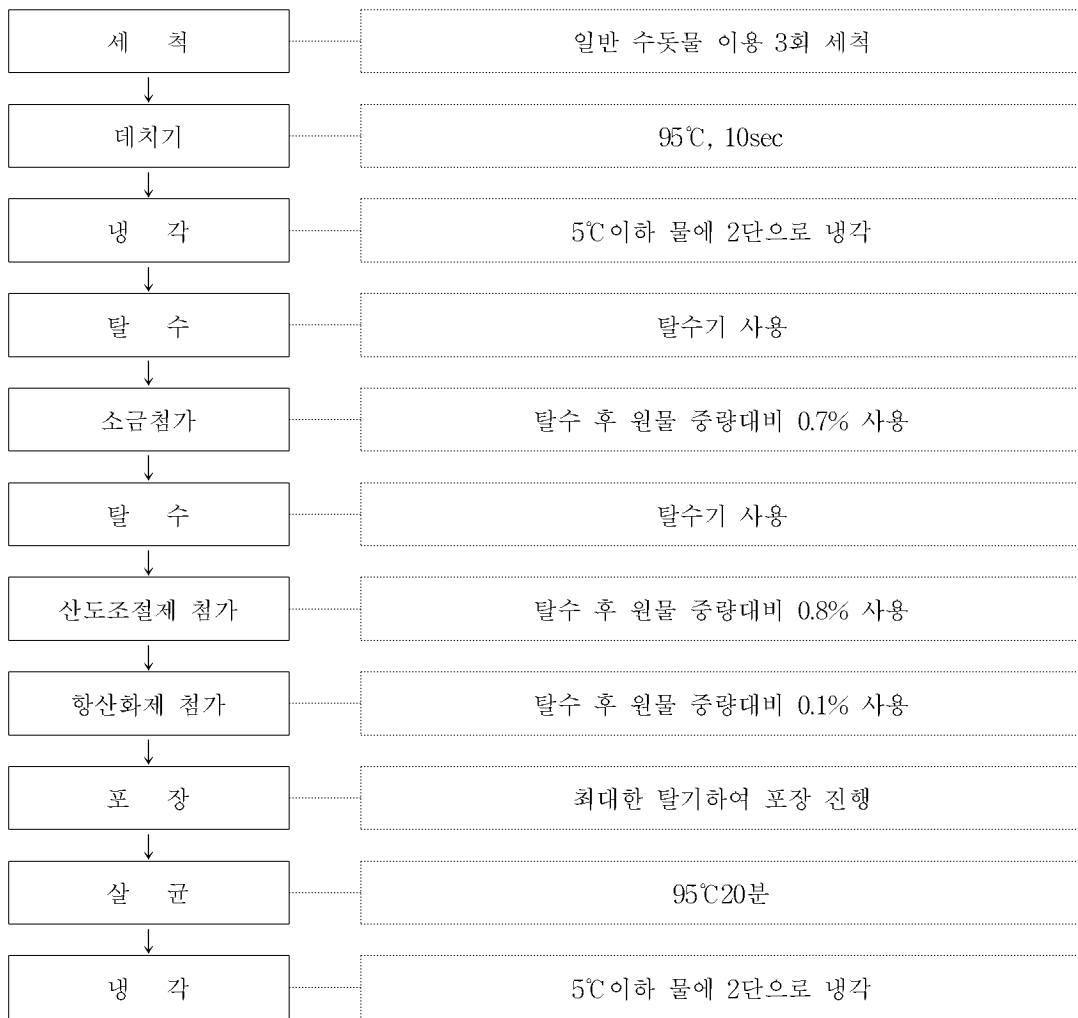 세 척 일반 수돗물 이용 3회 세척
데치기 95℃, 10sec
냉 각 5℃이하 물에 2단으로 냉각
탈 수 탈수기 사용
소금첨가 탈수 후 원물 중량대비 0.7% 사용
탈 수 탈수기 사용
산도조절제 첨가 탈수 후 원물 중량대비 0.8% 사용
항산화제 첨가 탈수 후 원물 중량대비 0.1% 사용
포 장 최대한 탈기하여 포장 진행
살 균 95℃20분
냉 각 5℃이하 물에 2단으로 냉각